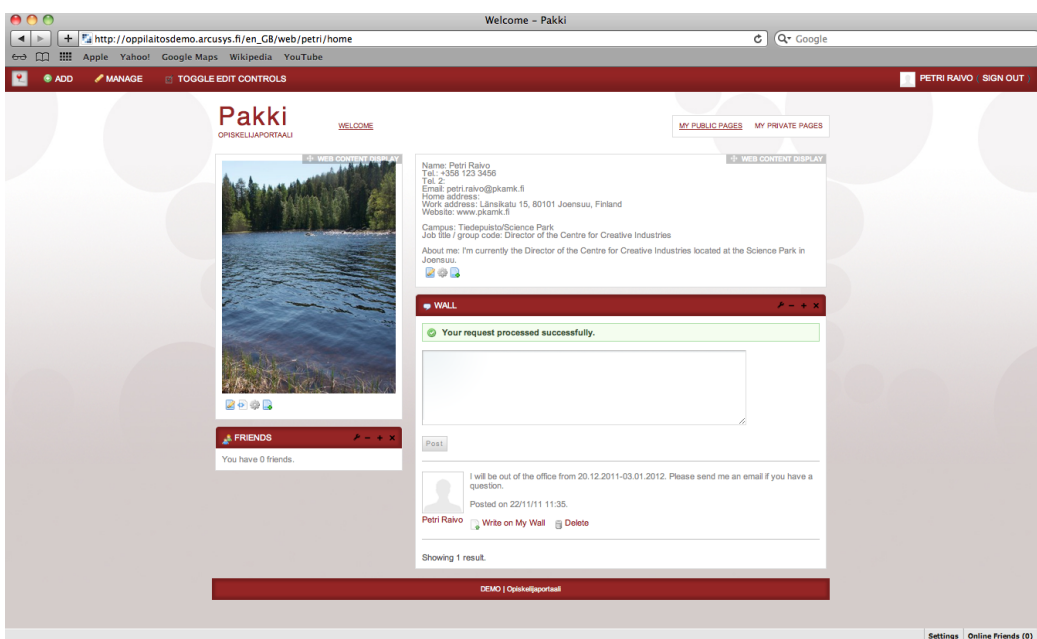 Welcome – Pakki
http://oppilaitosdemo.arcusys.fi/en_GB/web/petri/home
Google
Apple Yahoo! Google Maps Wikipedia YouTube
ADD MANAGE TOGGLE EDIT CONTROLS
PETRI RAIVO ( SIGN OUT )
Pakki
OPISKELIJAPORTAALI
WELCOME
MY PUBLIC PAGES MY PRIVATE PAGES
WEB CONTENT DISPLAY
WEB CONTENT DISPLAY
Name: Petri Raivo
Tel.: +358 123 3456
Tel. 2:
Email: petri.raivo@pkamk.fi
Home address:
Work address: Länsikatu 15, 80101 Joensuu, Finland
Website: www.pkamk.fi
Campus: Tiedepuisto/Science Park
Job title / group code: Director of the Centre for Creative Industries
About me: I'm currently the Director of the Centre for Creative Industries located at the Science Park in
Joensuu.
FRIENDS
You have 0 friends.
WALL
Your request processed successfully.
Post
I will be out of the office from 20.12.2011-03.01.2012. Please send me an email if you have a
question.
Posted on 22/11/11 11:35.
Petri Raivo
Write on My Wall Delete
Showing 1 result.
DEMO | Opiskelijaportaali
Settings Online Friends (0)